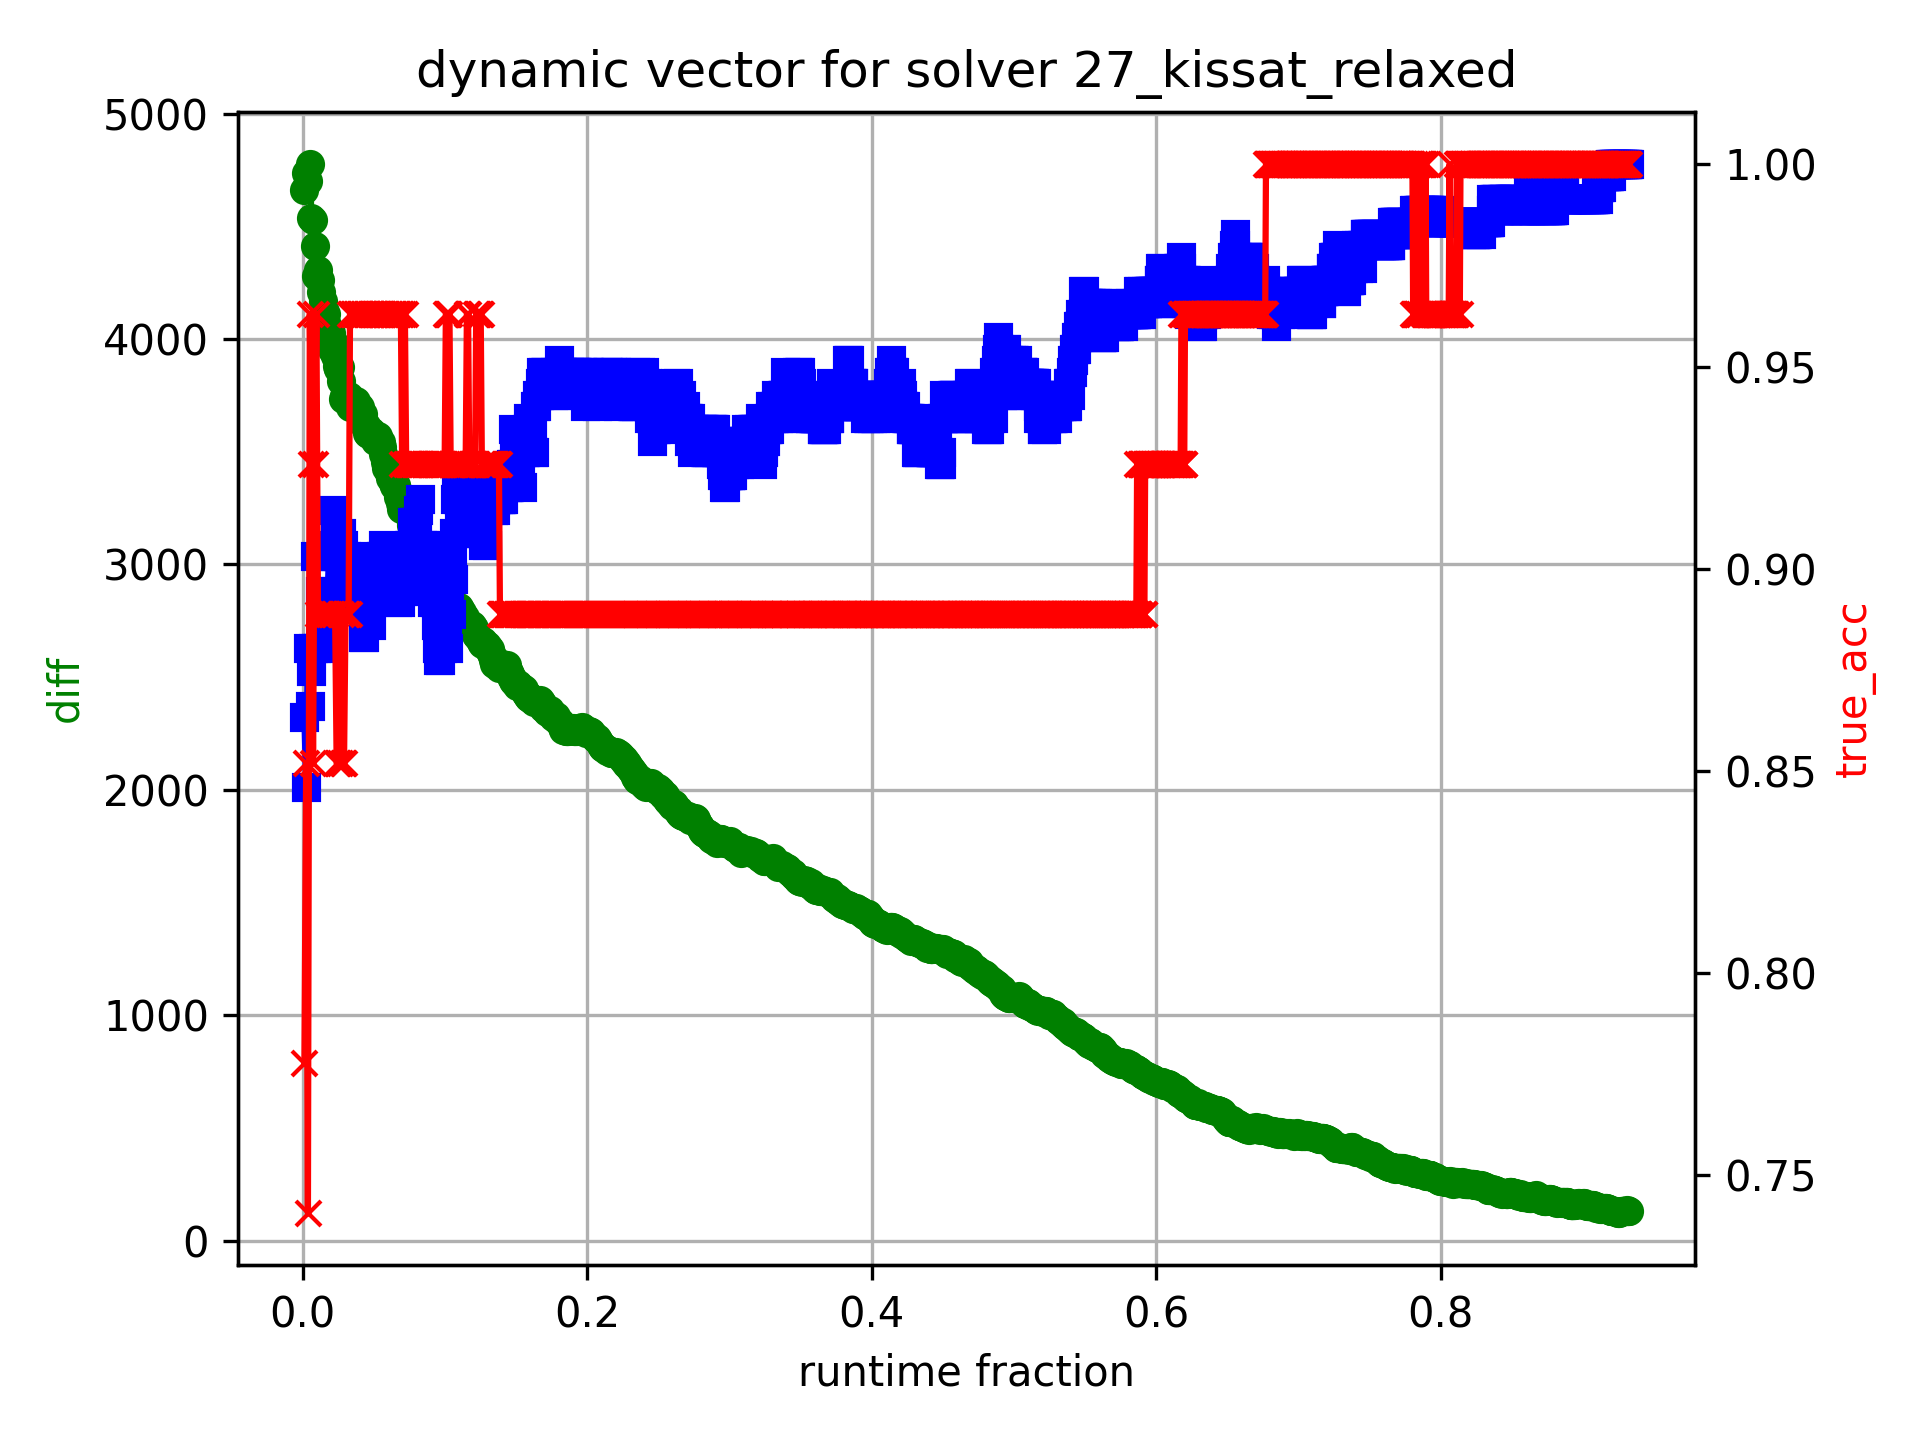 dynamic vector for solver 27_kissat_relaxed
5000
4000
3000
2000
1000
0
diff
1.00
0.95
0.90
0.85
0.80
0.75
true_acc
0.0 0.2 0.4 0.6 0.8
runtime fraction